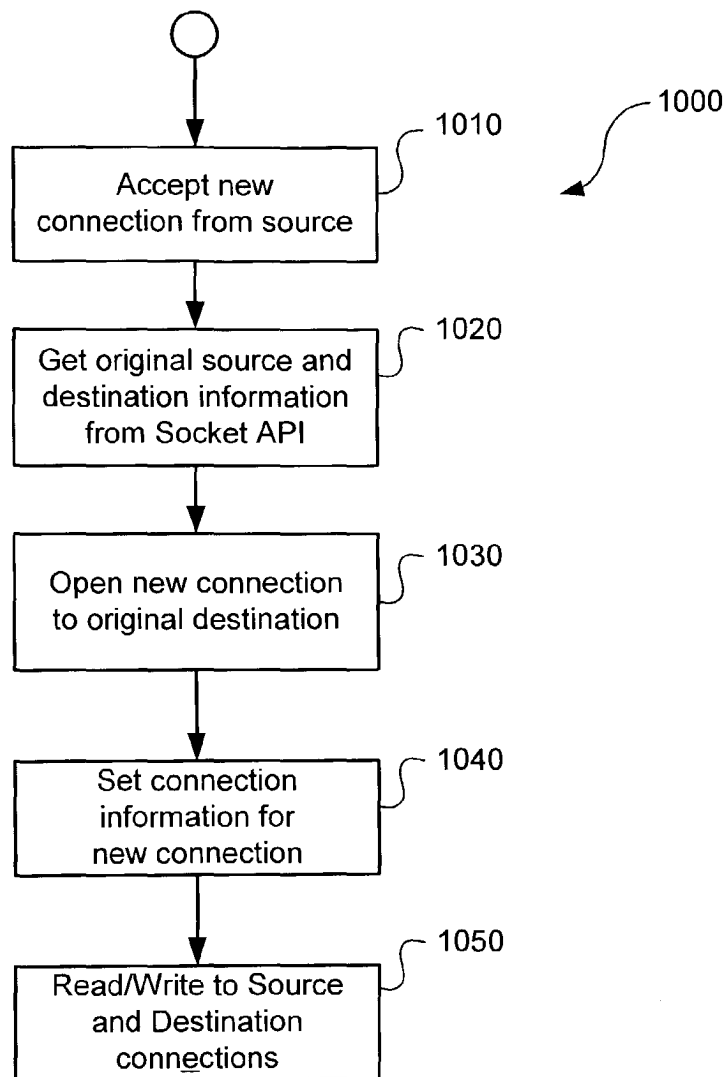 1000
1010
Accept new
connection from source
1020
Get original source and
destination information
from Socket API
1030
Open new connection
to original destination
1040
Set connection
information for
new connection
1050
Read/Write to Source
and Destination
connections